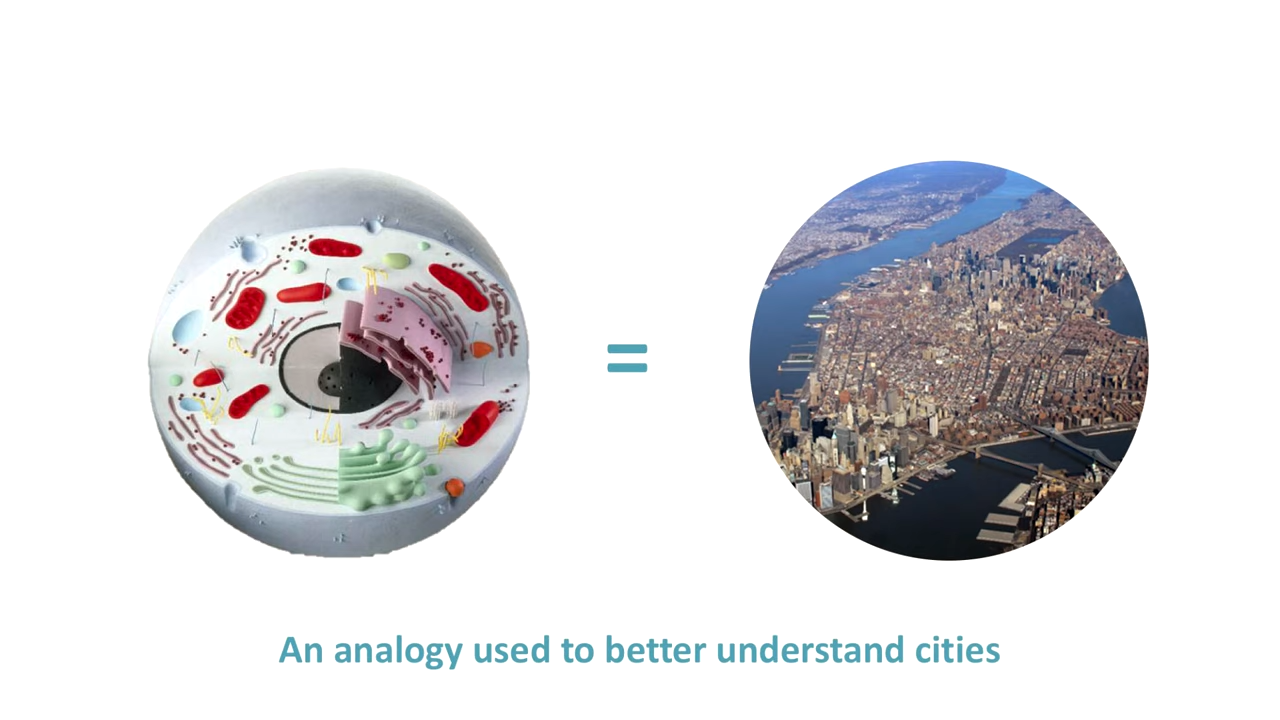 =
An analogy used to better understand cities